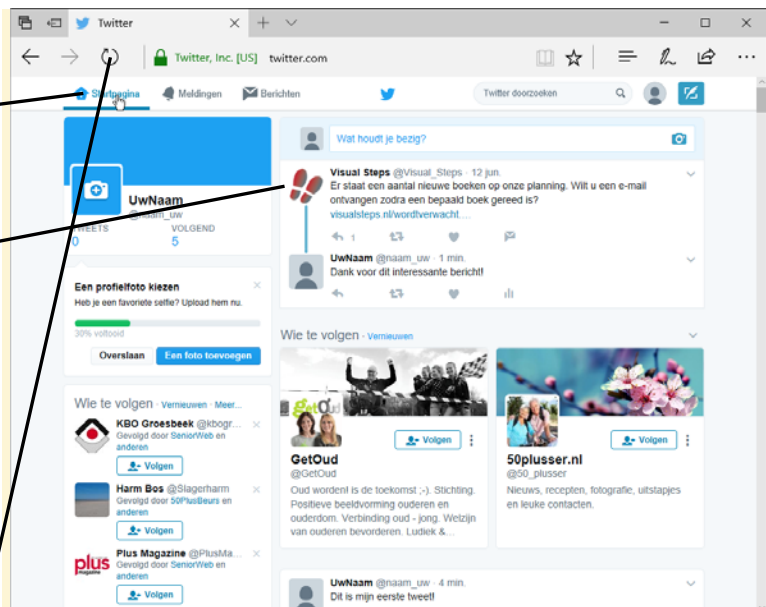 Twitter
Twitter, Inc. [US] twitter.com
Startpagina Meldingen Berichten Twitter doorzoeken
UwNaam
@naam_uw
TWEETS VOLGEND
0 5
Een profielfoto kiezen
Heb je een favoriete selfie? Upload hem nu.
30% voltooid
Overslaan Een foto toevoegen
Wie te volgen · Vernieuwen · Meer...
KBO Groesbeek @kbogr...
Gevolgd door SeniorWeb en
anderen
Volgen
Harm Bos @Slagerharm
Gevolgd door 50PlusBeurs en
anderen
Volgen
plus
magazine
Plus Magazine @PlusMa...
Gevolgd door SeniorWeb en
anderen
Volgen
Wat houdt je bezig?
Visual Steps @Visual_Steps · 12 jun.
Er staat een aantal nieuwe boeken op onze planning. Wilt u een e-mail
ontvangen zodra een bepaald boek gereed is?
visualsteps.nl/wordtverwacht....
1
UwNaam @naam_uw · 1 min.
Dank voor dit interessante bericht!
Wie te volgen · Vernieuwen
GetOud
Volgen
GetOud
@GetOud
Oud worden! is de toekomst ;-). Stichting.
Positieve beeldvorming ouderen en
ouderdom. Verbinding oud - jong. Welzijn
van ouderen bevorderen. Ludiek &...
Volgen
50plusser.nl
@50_plusser
Nieuws, recepten, fotografie, uitstapjes
en leuke contacten.
UwNaam @naam_uw · 4 min.
Dit is mijn eerste tweet!